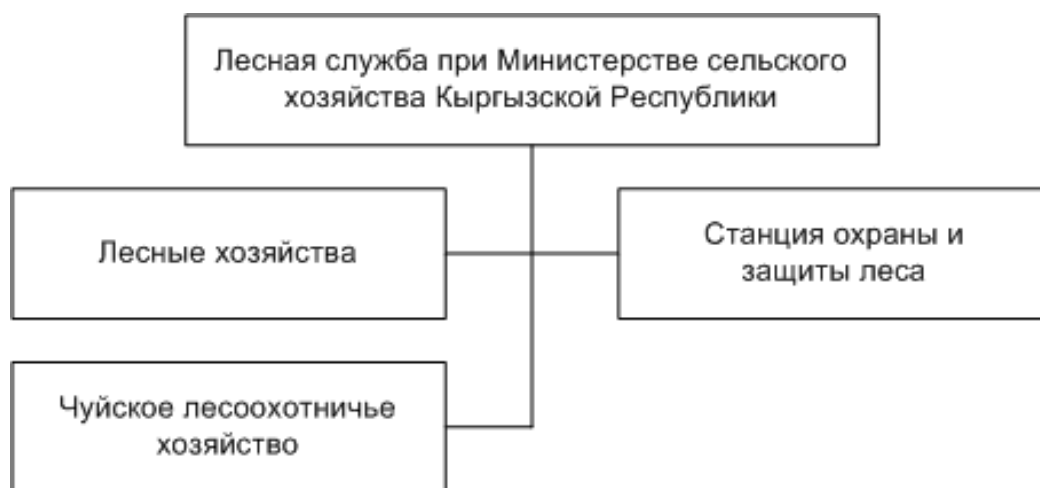 Лесная служба при Министерстве сельского
хозяйства Кыргызской Республики
Лесные хозяйства
Станция охраны и
защиты леса
Чуйское лесоохотничье
хозяйство